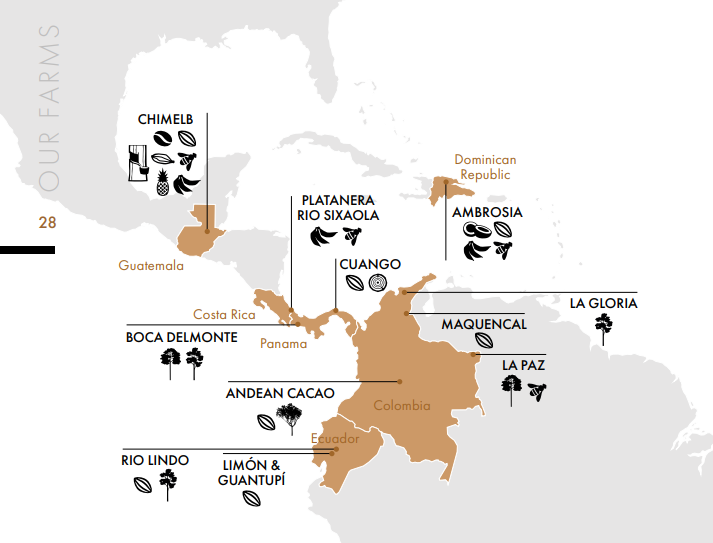 OUR FARMS
28
CHIMELB
Guatemala
Dominican
Republic
AMBROSIA
PLATANERA
RIO SIXAOLA
CUANGO
Costa Rica
Panama
BOCA DELMONTE
LA GLORIA
MAQUENCAL
LA PAZ
ANDEAN CACAO
Colombia
Ecuador
RIO LINDO
LIMÓN &
GUANTUPÍ